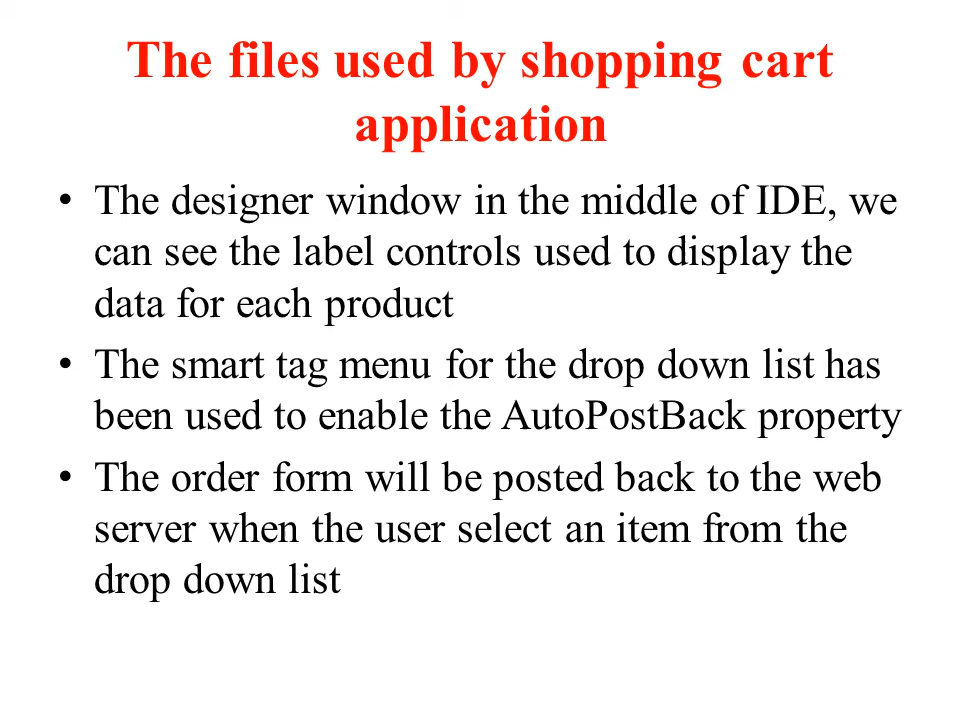 The files used by shopping cart
application
• The designer window in the middle of IDE, we
can see the label controls used to display the
data for each product
• The smart tag menu for the drop down list has
been used to enable the AutoPostBack property
• The order form will be posted back to the web
server when the user select an item from the
drop down list